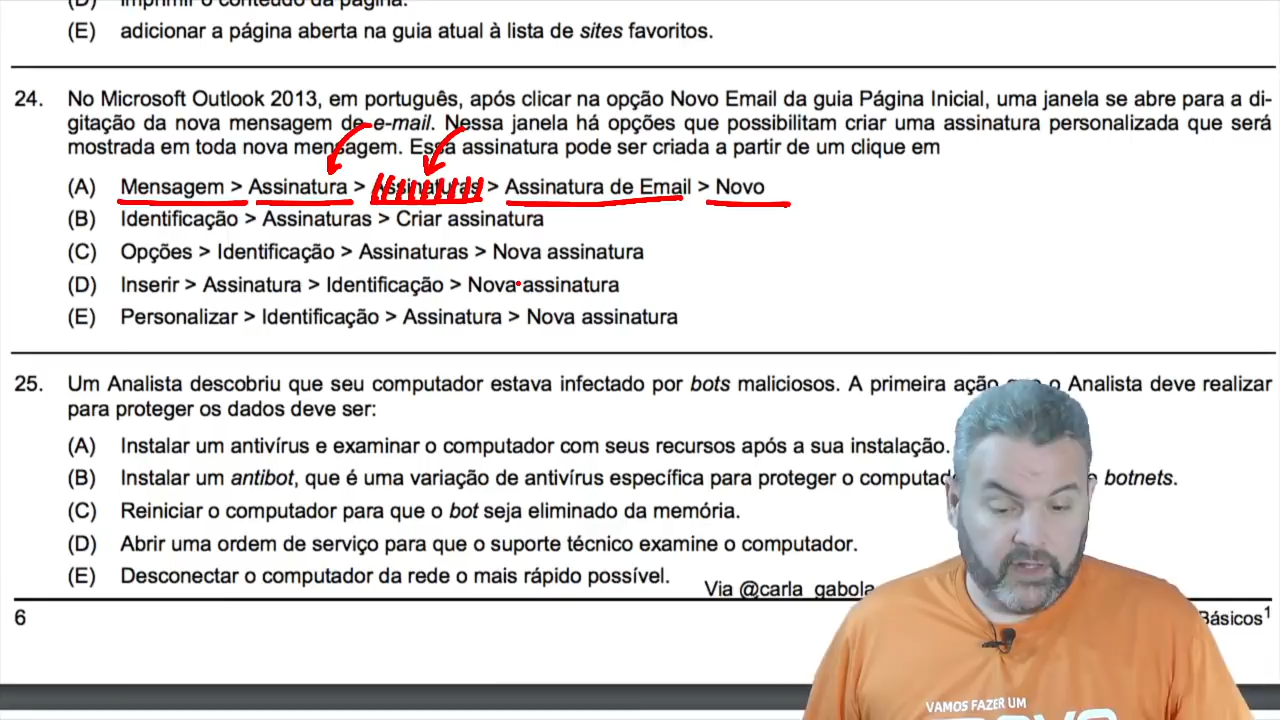 (D) imprimir o conteúdo da página.
(E) adicionar a página aberta na guia atual à lista de sites favoritos.
24. No Microsoft Outlook 2013, em português, após clicar na opção Novo Email da guia Página Inicial, uma janela se abre para a di-
gitação da nova mensagem de e-mail. Nessa janela há opções que possibilitam criar uma assinatura personalizada que será
mostrada em toda nova mensagem. Essa assinatura pode ser criada a partir de um clique em
(A) Mensagem > Assinatura > Assinaturas > Assinatura de Email > Novo
(B) Identificação > Assinaturas > Criar assinatura
(C) Opções > Identificação > Assinaturas > Nova assinatura
(D) Inserir > Assinatura > Identificação > Nova assinatura
(E) Personalizar > Identificação > Assinatura > Nova assinatura
25. Um Analista descobriu que seu computador estava infectado por bots maliciosos. A primeira ação que o Analista deve realizar
para proteger os dados deve ser:
(A) Instalar um antivírus e examinar o computador com seus recursos após a sua instalação.
(B) Instalar um antibot, que é uma variação de antivírus específica para proteger o computad botnets.
(C) Reiniciar o computador para que o bot seja eliminado da memória.
(D) Abrir uma ordem de serviço para que o suporte técnico examine o computador.
(E) Desconectar o computador da rede o mais rápido possível.
Via @carla_gabola
6 Básicos1
VAMOS FAZER UM